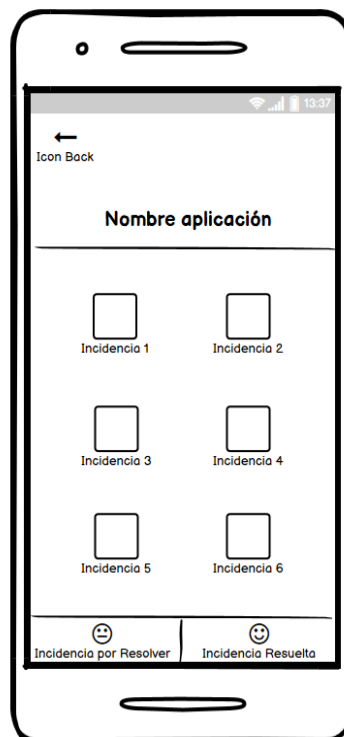 13:37
Icon Back
Nombre aplicación
Incidencia 1 Incidencia 2
Incidencia 3 Incidencia 4
Incidencia 5 Incidencia 6
Incidencia por Resolver Incidencia Resuelta